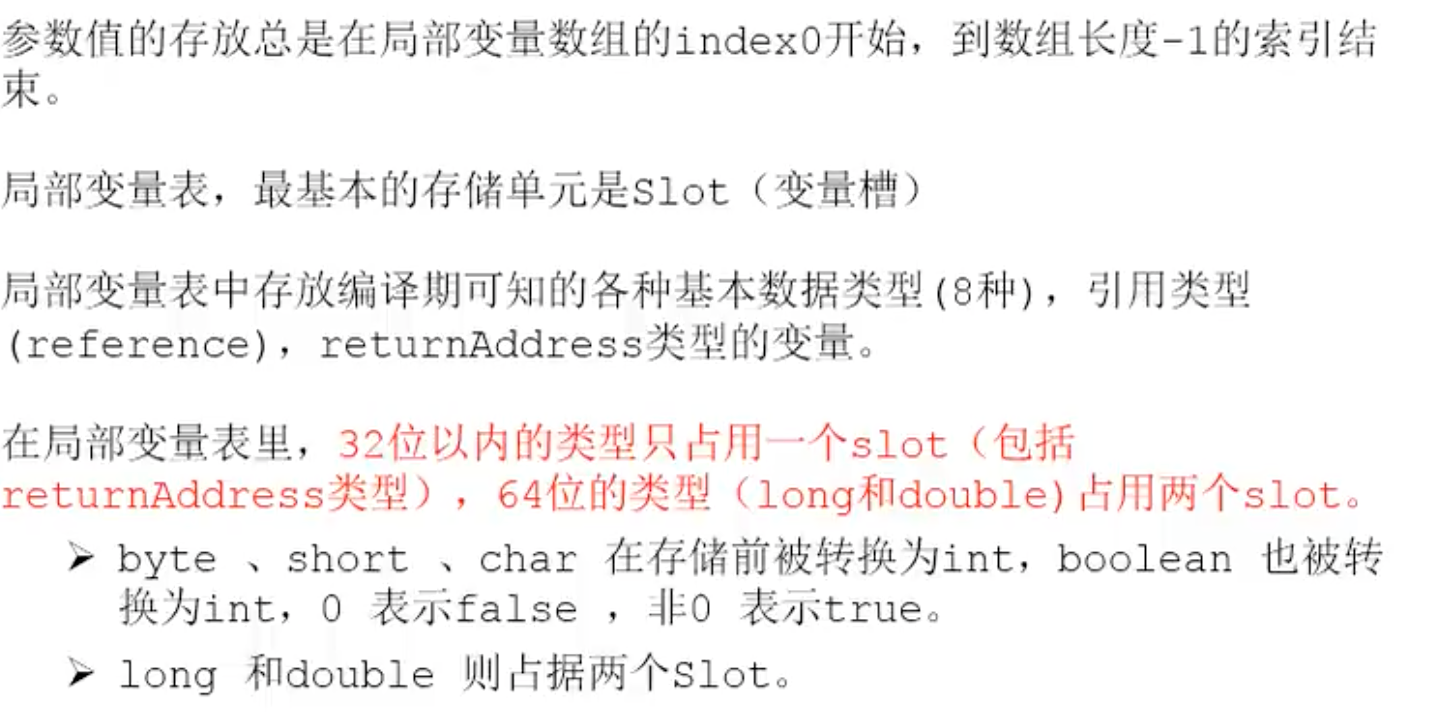 参数值的存放总是在局部变量数组的index0开始，到数组长度-1的索引结
束。
局部变量表，最基本的存储单元是Slot（变量槽）
局部变量表中存放编译期可知的各种基本数据类型(8种)，引用类型
(reference)，returnAddress类型的变量。
在局部变量表里，32位以内的类型只占用一个slot（包括
returnAddress类型），64位的类型（long和double)占用两个slot。
➢ byte 、short 、char 在存储前被转换为int，boolean 也被转
换为int，0 表示false ，非0 表示true。
➢ long 和double 则占据两个Slot。